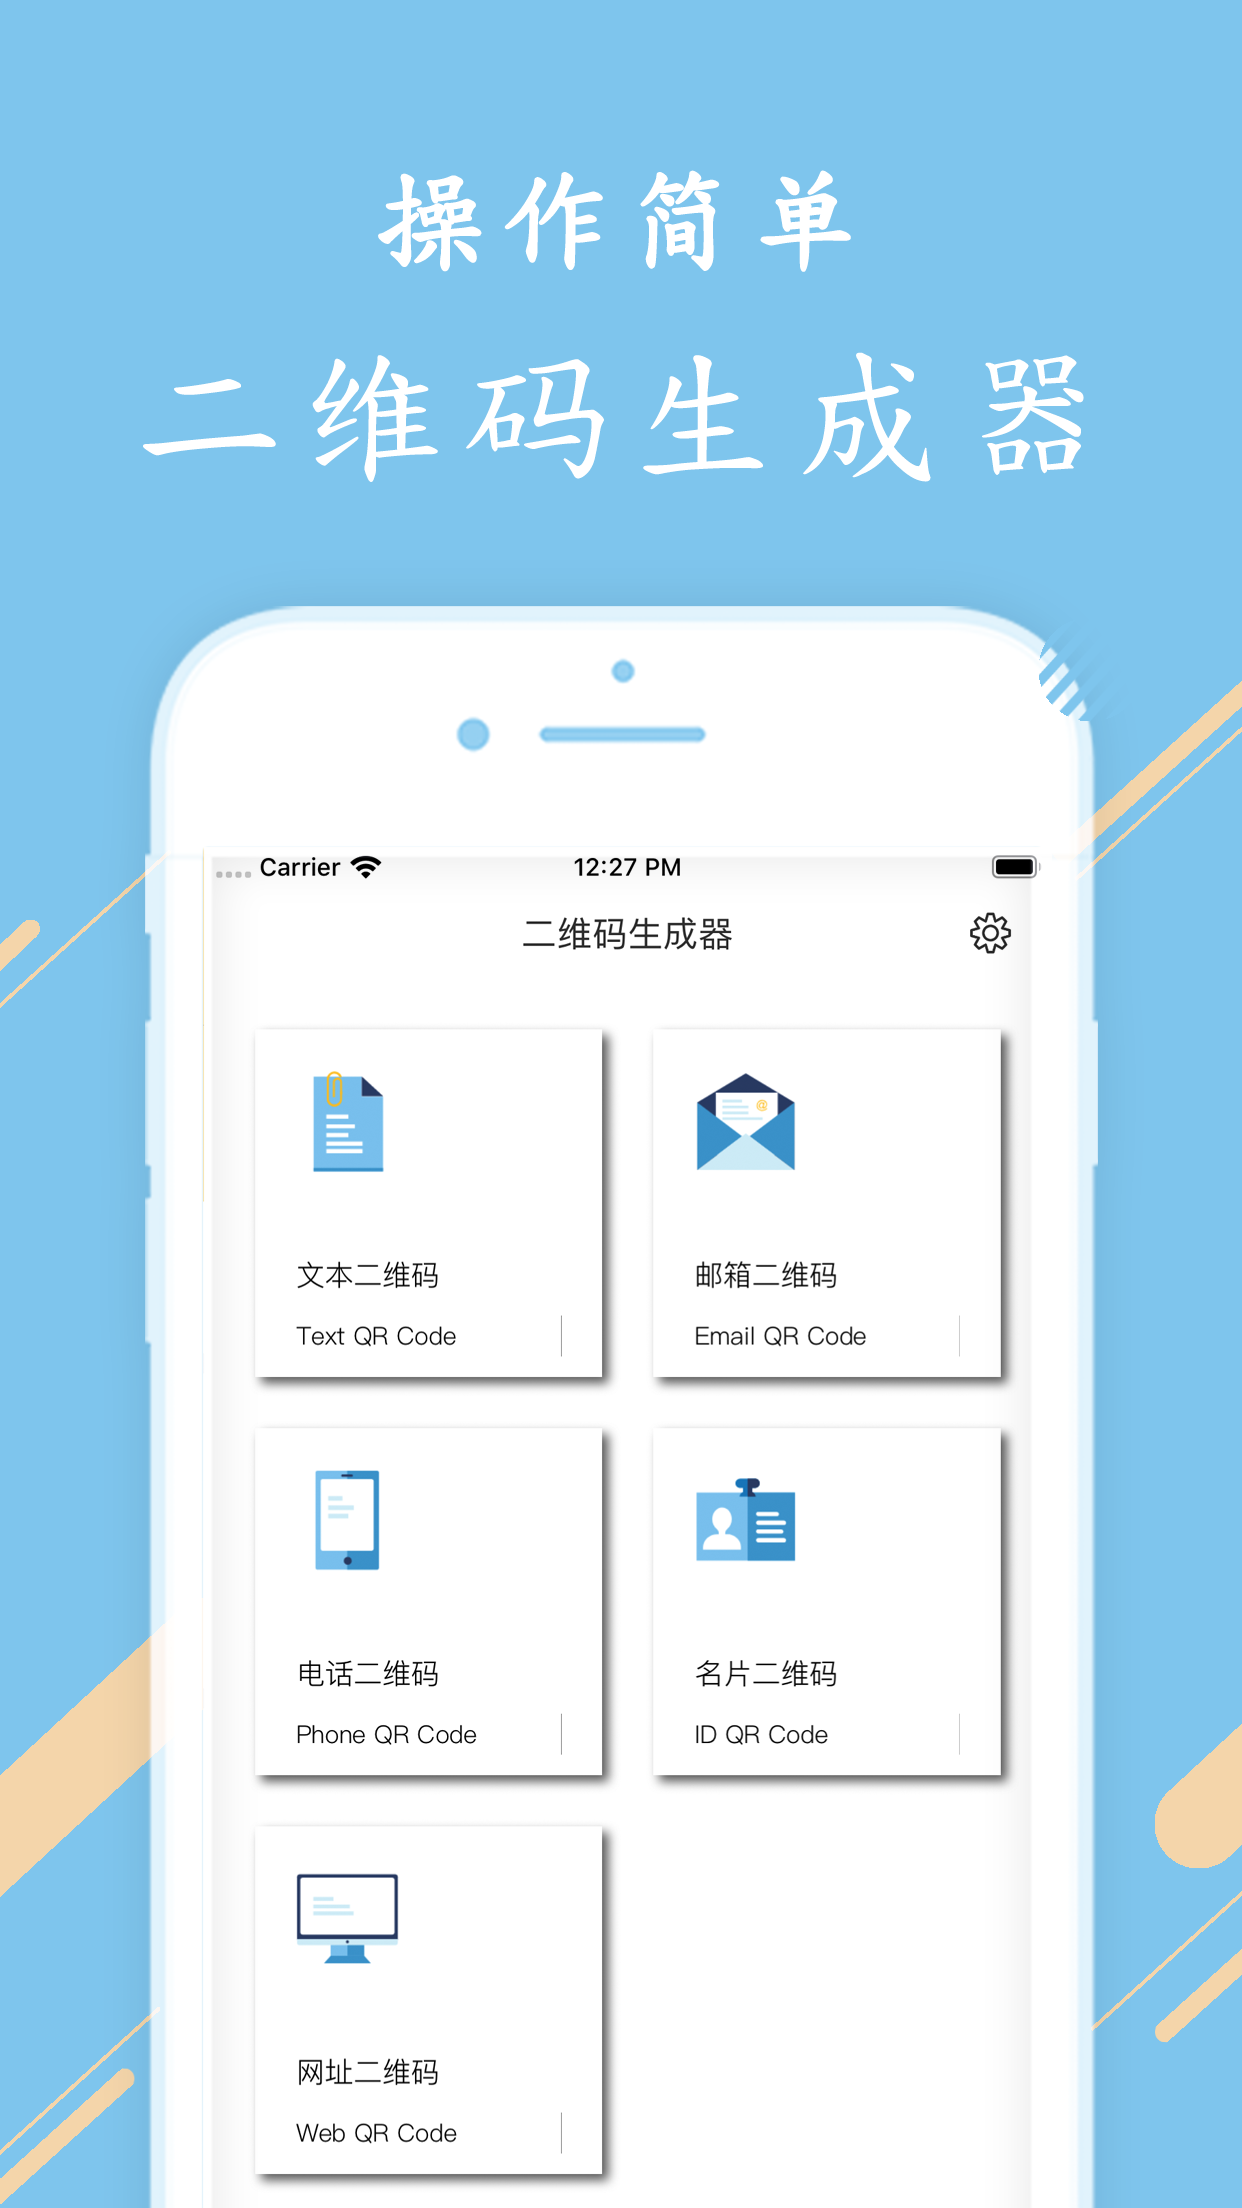 操作简单
二维码生成器
Carrier 12:27 PM
二维码生成器
文本二维码
Text QR Code
邮箱二维码
Email QR Code
电话二维码
Phone QR Code
名片二维码
ID QR Code
网址二维码
Web QR Code